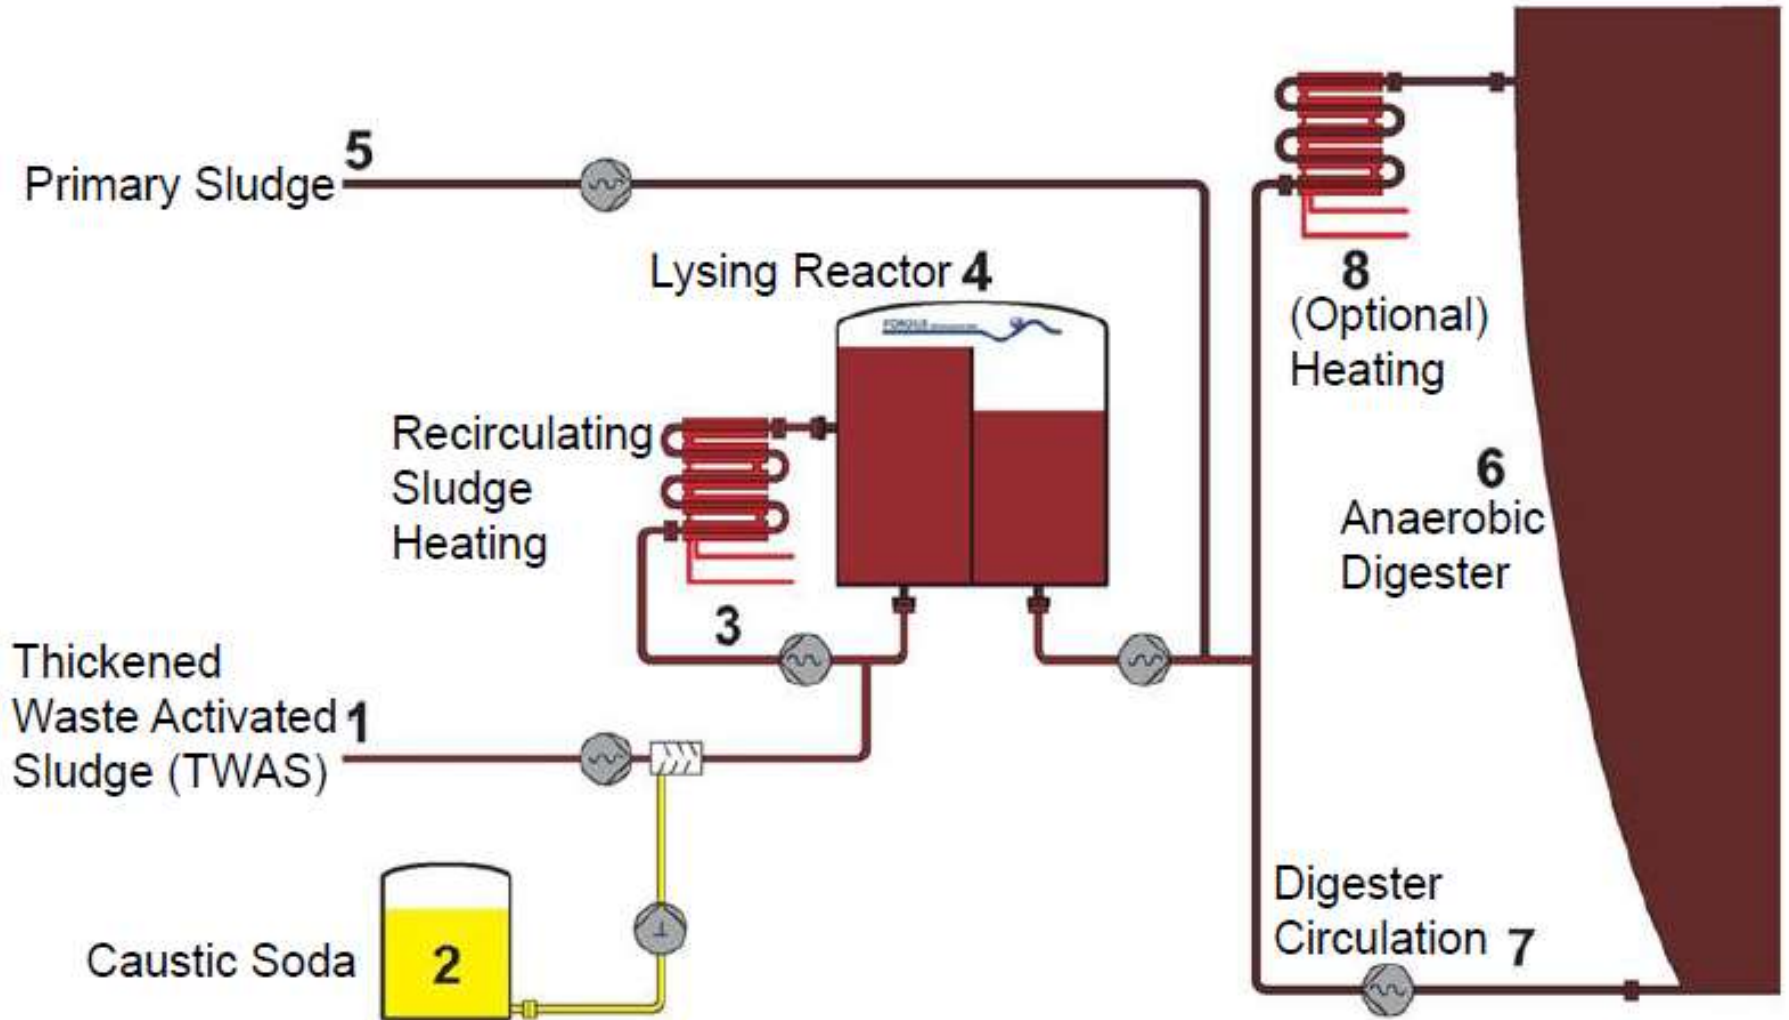 5
Primary Sludge
Lysing Reactor 4
8
(Optional)
Heating
Recirculating
Sludge
Heating
6
Anaerobic
Digester
3
Thickened
Waste Activated 1
Sludge (TWAS)
Digester
Circulation 7
Caustic Soda 2